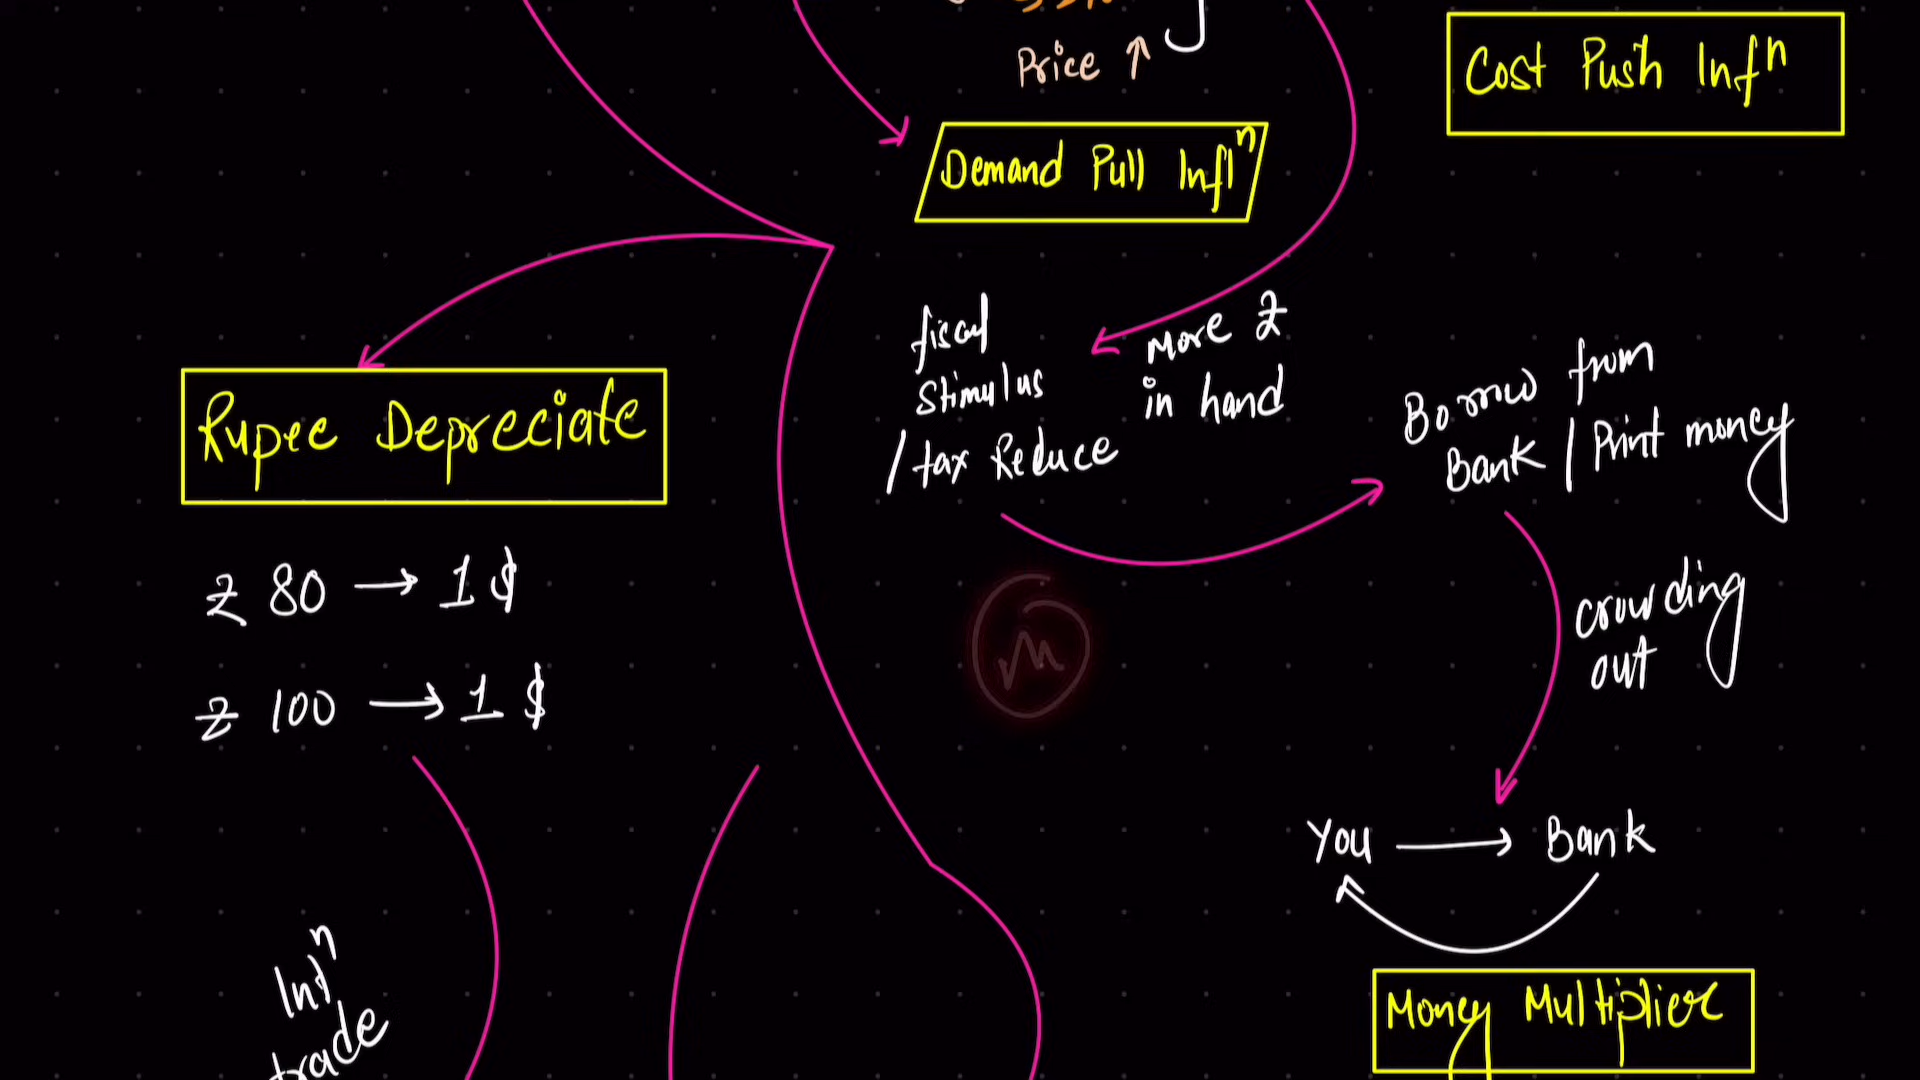 Price ↑
Cost Push Infⁿ
Demand Pull Inflⁿ
fiscal
Stimulus
/ tax Reduce
More ₹
in hand
Borrow from
Bank / Print money
Rupee Depreciate
₹ 80 → 1 $
₹ 100 → 1 $
crowding
out
You → Bank
Intⁿ
trade
Money Multiplier